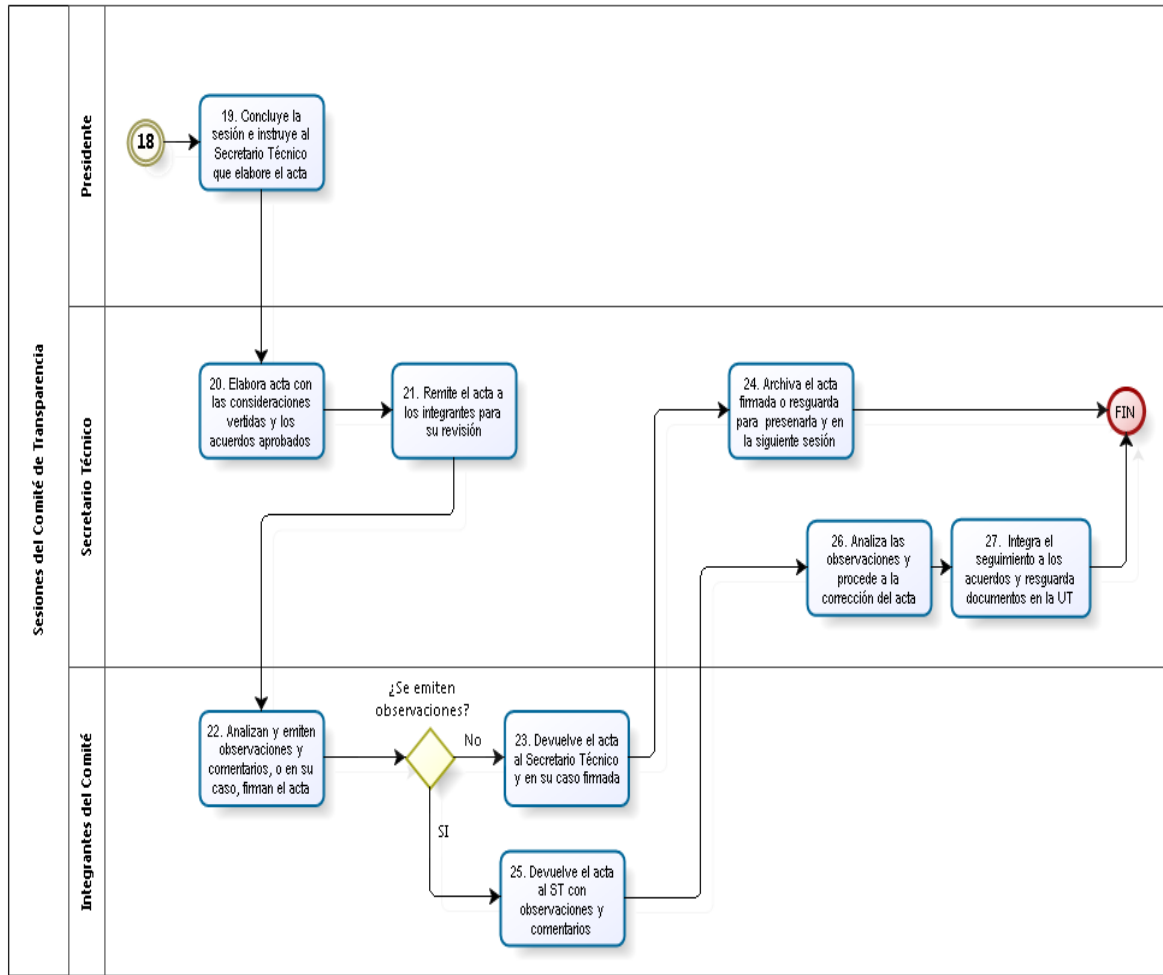 Sesiones del Comité de Transparencia
Presidente
18
19. Concluye la
sesión e instruye al
Secretario Técnico
que elabore el acta
Secretario Técnico
20. Elabora acta con
las consideraciones
vertidas y los
acuerdos aprobados
21. Remite el acta a
los integrantes para
su revisión
24. Archiva el acta
firmada o resguarda
para presenarla y en
la siguiente sesión
FIN
26. Analiza las
observaciones y
procede a la
corrección del acta
27. Integra el
seguimiento a los
acuerdos y resguarda
documentos en la UT
Integrantes del Comité
22. Analizan y emiten
observaciones y
comentarios, o en su
caso, firman el acta
¿Se emiten
observaciones?
No
23. Devuelve el acta
al Secretario Técnico
y en su caso firmada
SI
25. Devuelve el acta
al ST con
observaciones y
comentarios